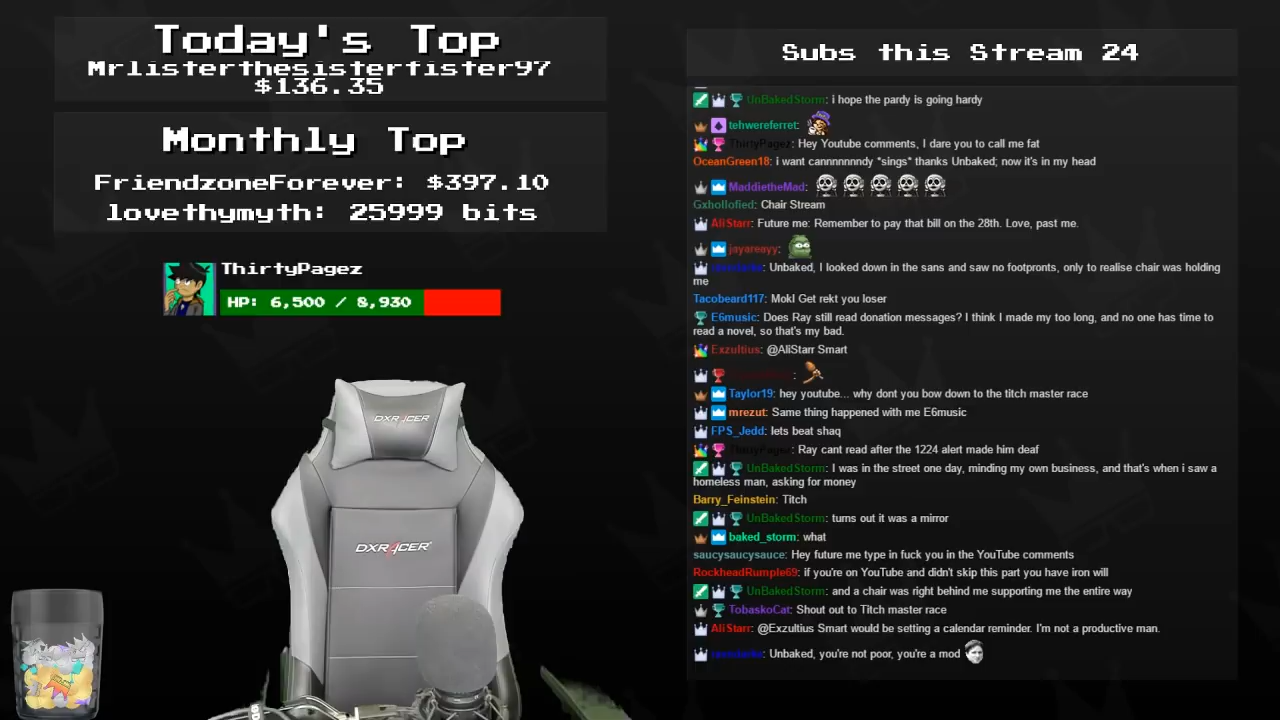 Today's Top
Mrlisterthesisterfister97
$136.35
Monthly Top
FriendzoneForever: $397.10
lovethymyth: 25999 bits
ThirtyPagez
HP: 6,500 / 8,930
DXRACER
DXRACER
Subs this Stream 24
UnBakedStorm: i hope the pardy is going hardy
tehwereferret:
ThirtyPagez: Hey Youtube comments, I dare you to call me fat
OceanGreen18: i want cannnnnnndy *sings* thanks Unbaked; now it's in my head
MaddietheMad:
Gxhollofied: Chair Stream
AliStarr: Future me: Remember to pay that bill on the 28th. Love, past me.
jayareayy:
Unbaked, I looked down in the sans and saw no footpronts, only to realise chair was holding
me
Tacobeard117: MokI Get rekt you loser
E6music: Does Ray still read donation messages? I think I made my too long, and no one has time to
read a novel, so that's my bad.
Exzultius: @AliStarr Smart
Taylor19: hey youtube... why dont you bow down to the titch master race
mrezut: Same thing happened with me E6music
FPS_Jedd: lets beat shaq
ThirtyPagez: Ray cant read after the 1224 alert made him deaf
UnBakedStorm: I was in the street one day, minding my own business, and that's when i saw a
homeless man, asking for money
Barry_Feinstein: Titch
UnBakedStorm: turns out it was a mirror
baked_storm: what
saucysaucysauce: Hey future me type in fuck you in the YouTube comments
RockheadRumple69: if you're on YouTube and didn't skip this part you have iron will
UnBakedStorm: and a chair was right behind me supporting me the entire way
TobaskoCat: Shout out to Titch master race
AliStarr: @Exzultius Smart would be setting a calendar reminder. I'm not a productive man.
Unbaked, you're not poor, you're a mod